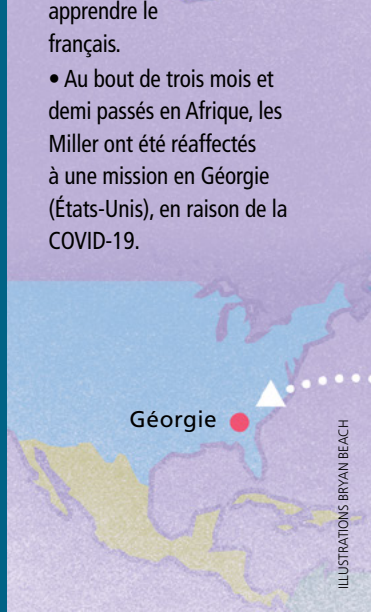 apprendre le
français.
• Au bout de trois mois et
demi passés en Afrique, les
Miller ont été réaffectés
à une mission en Géorgie
(États-Unis), en raison de la
COVID-19.
Géorgie
ILLUSTRATIONS BRYAN BEACH